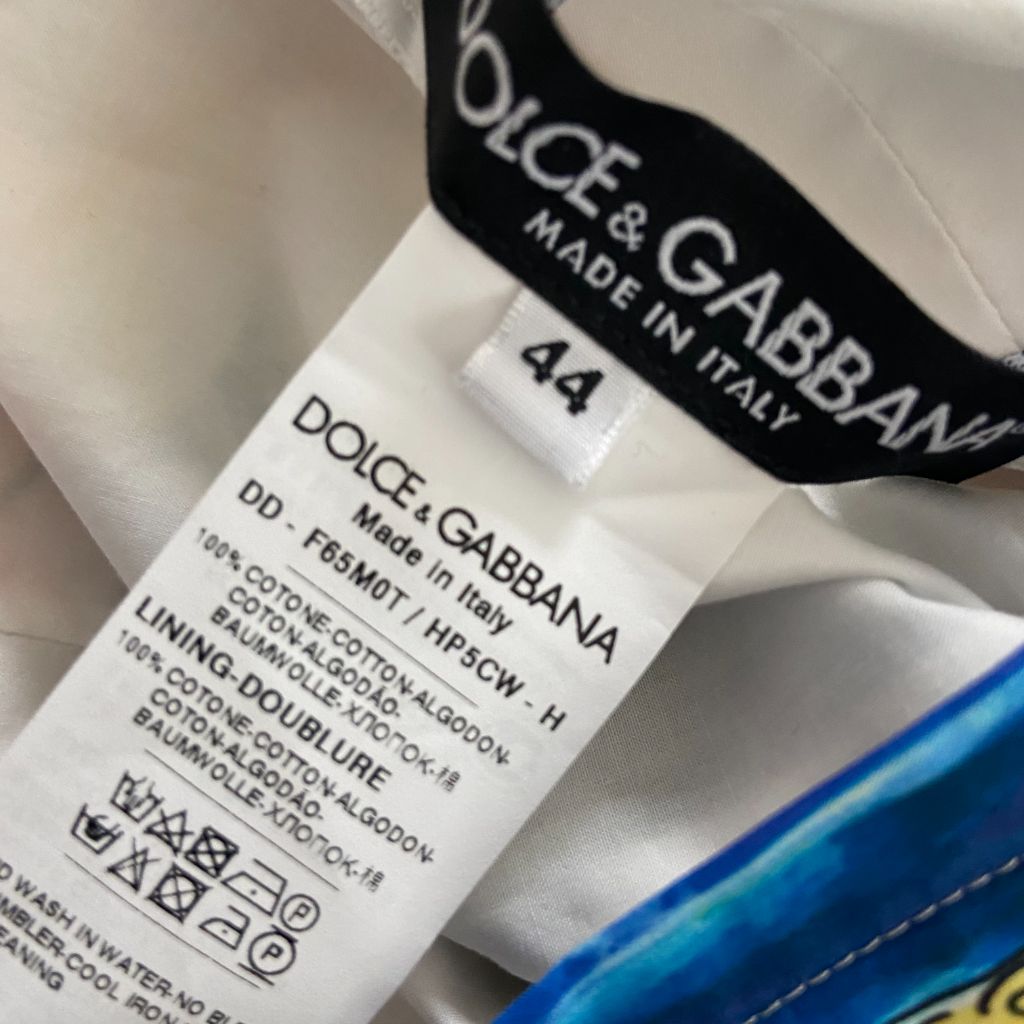 DOLCE & GABBANA
MADE IN ITALY
44
DOLCE & GABBANA
Made in Italy
DD - F65M0T / HP5CW - H
100% COTONE-COTTON-ALGODON-
COTON-ALGODÃO-
BAUMWOLLE-ХЛОПОК-棉
LINING-DOUBLURE
100% COTONE-COTTON-ALGODON-
COTON-ALGODÃO-
BAUMWOLLE-ХЛОПОК-棉
P
P
WASH IN WATER-NO
COOL IRON